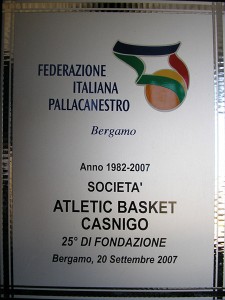 FEDERAZIONE
ITALIANA
PALLACANESTRO
Bergamo
Anno 1982-2007
SOCIETA'
ATLETIC BASKET
CASNIGO
25° DI FONDAZIONE
Bergamo, 20 Settembre 2007